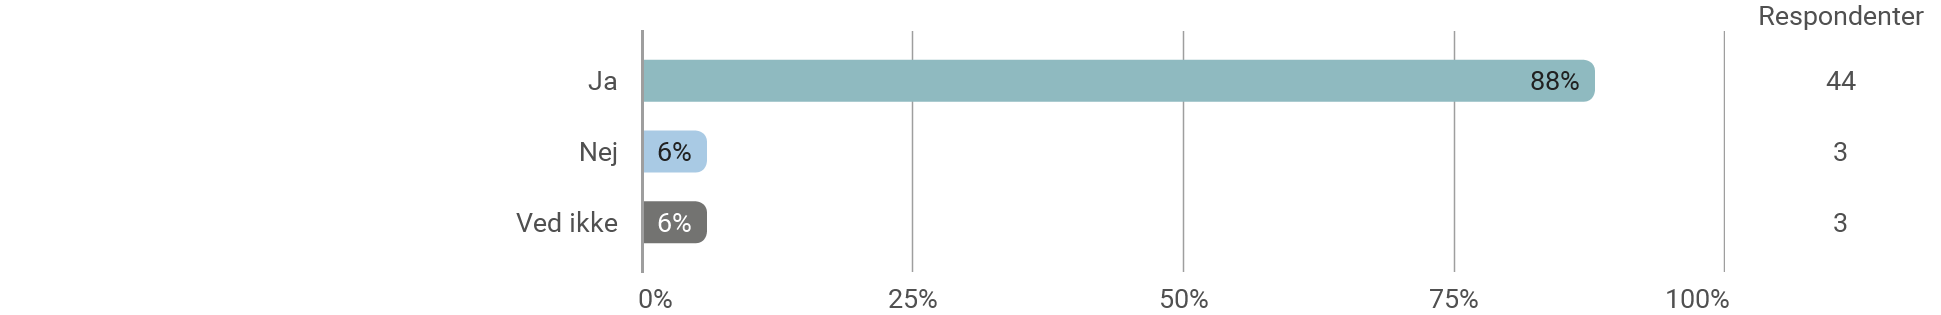 Respondenter
Ja 88% 44
Nej 6% 3
Ved ikke 6% 3
0% 25% 50% 75% 100%